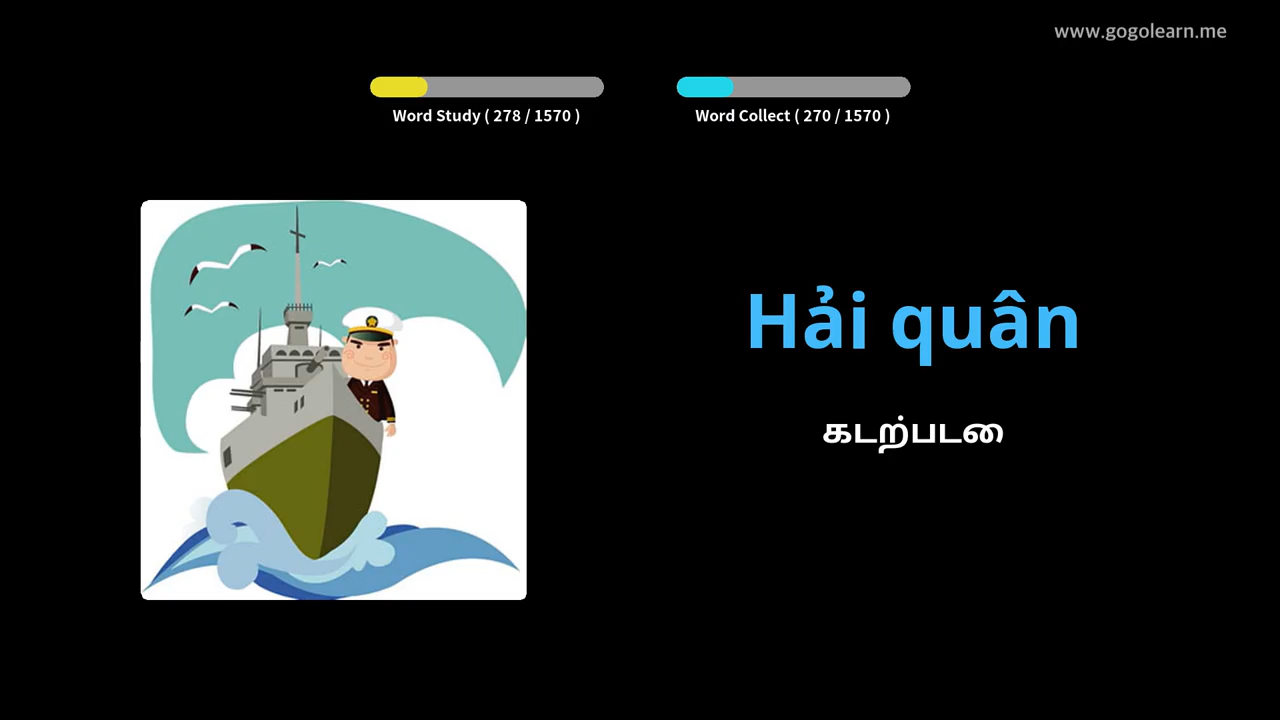 www.gogolearn.me
Word Study ( 278 / 1570 )
Word Collect ( 270 / 1570 )
Hải quân
கடற்படை